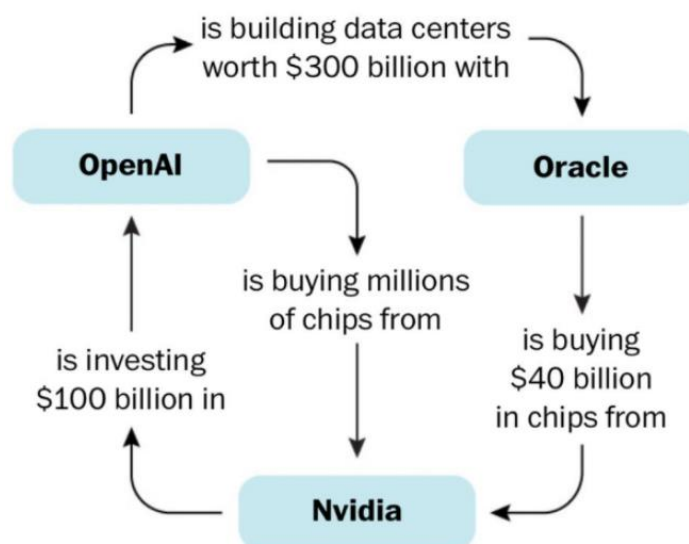 is building data centers
worth $300 billion with
OpenAI
Oracle
is buying millions
of chips from
is investing
$100 billion in
is buying
$40 billion
in chips from
Nvidia